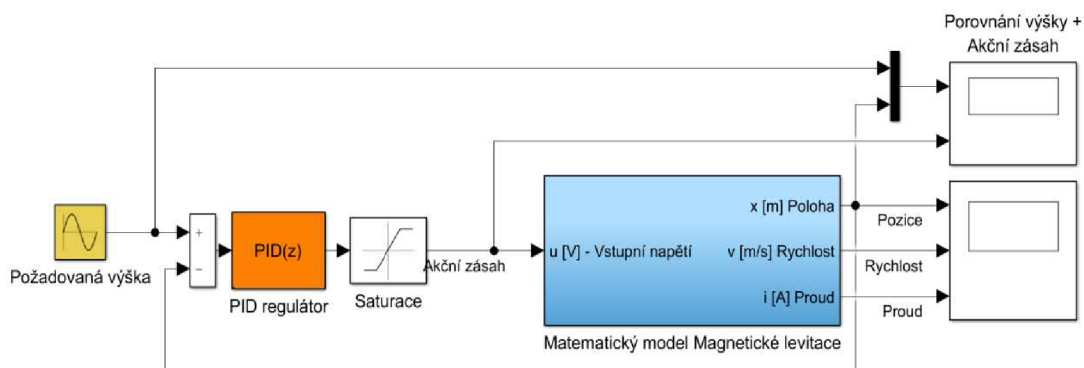 Porovnání výšky +
Akční zásah
Požadovaná výška
+
−
PID(z)
PID regulátor
Saturace
Akční zásah
u [V] - Vstupní napětí
x [m] Poloha
v [m/s] Rychlost
i [A] Proud
Matematický model Magnetické levitace
Pozice
Rychlost
Proud